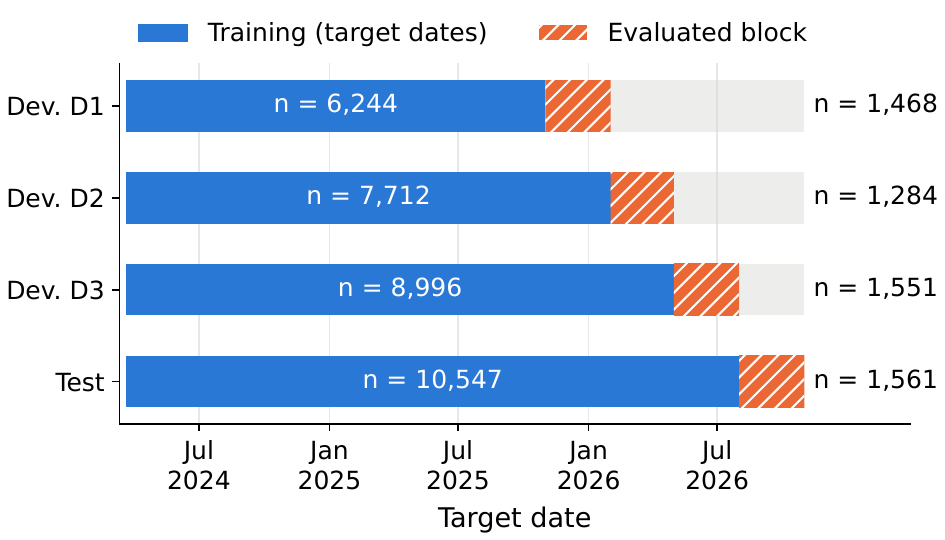 Training (target dates) Evaluated block
Dev. D1 n = 6,244 n = 1,468
Dev. D2 n = 7,712 n = 1,284
Dev. D3 n = 8,996 n = 1,551
Test n = 10,547 n = 1,561
Jul Jan Jul Jan Jul
2024 2025 2025 2026 2026
Target date